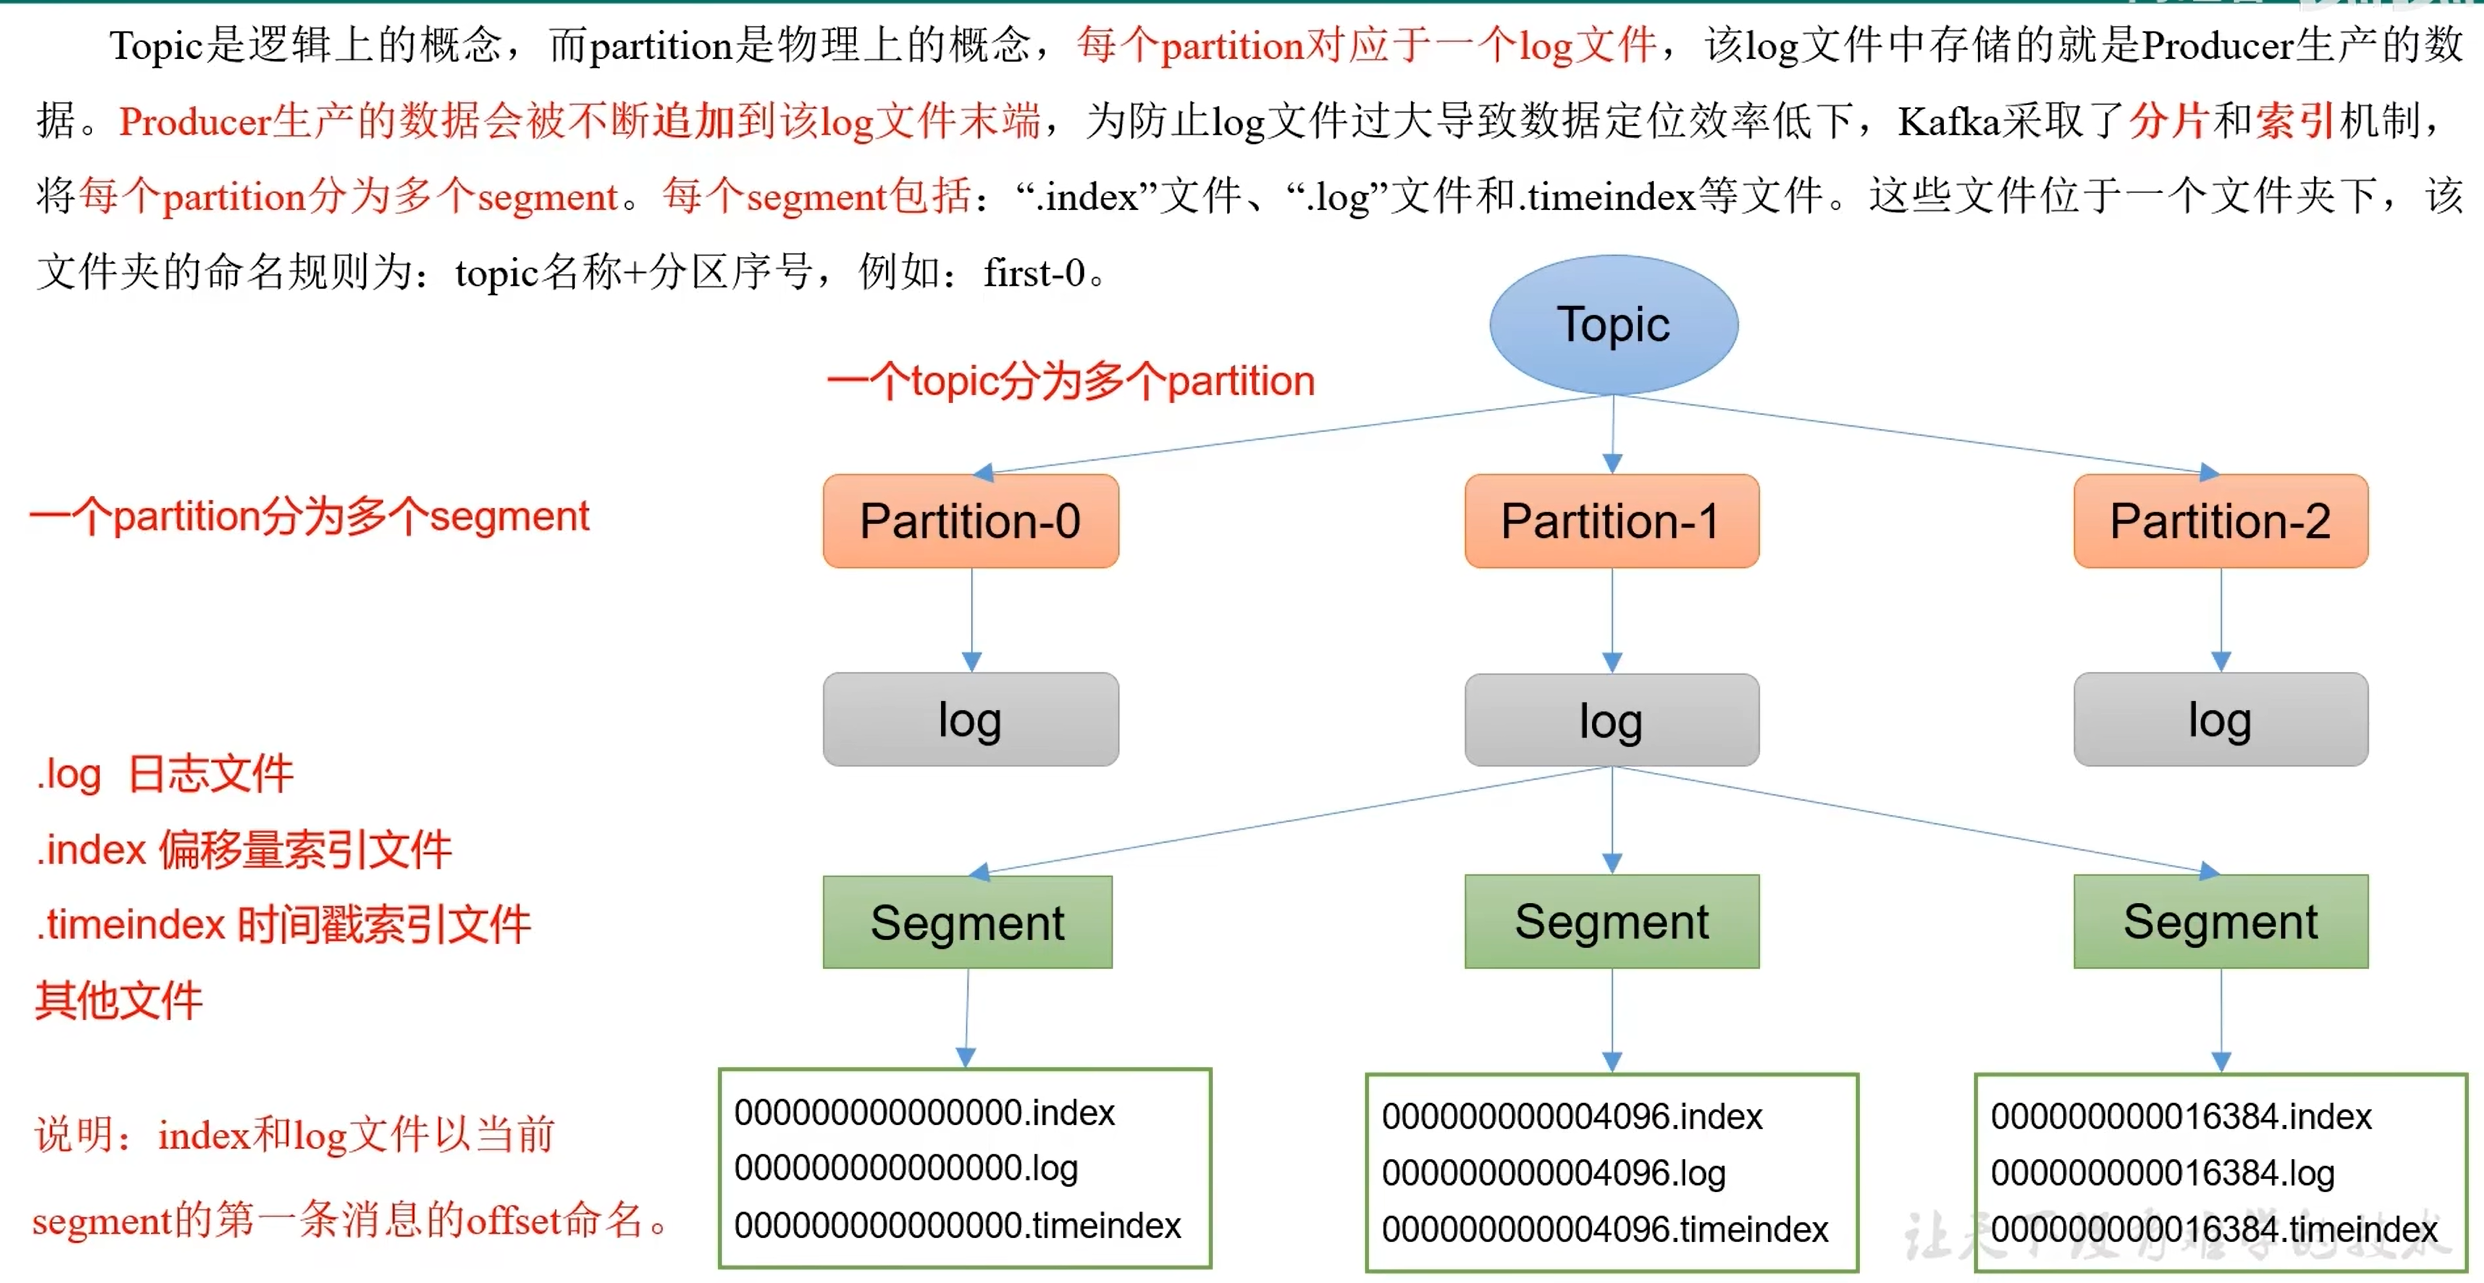 Topic是逻辑上的概念，而partition是物理上的概念，每个partition对应于一个log文件，该log文件中存储的就是Producer生产的数
据。Producer生产的数据会被不断追加到该log文件末端，为防止log文件过大导致数据定位效率低下，Kafka采取了分片和索引机制，
将每个partition分为多个segment。每个segment包括：“.index”文件、“.log”文件和.timeindex等文件。这些文件位于一个文件夹下，该
文件夹的命名规则为：topic名称+分区序号，例如：first-0。
Topic
一个topic分为多个partition
一个partition分为多个segment
Partition-0
Partition-1
Partition-2
log
log
log
.log 日志文件
.index 偏移量索引文件
.timeindex 时间戳索引文件
其他文件
Segment
Segment
Segment
说明：index和log文件以当前
segment的第一条消息的offset命名。
000000000000000.index
000000000000000.log
000000000000000.timeindex
000000000004096.index
000000000004096.log
000000000004096.timeindex
000000000016384.index
000000000016384.log
000000000016384.timeindex
让天下没有难学的技术